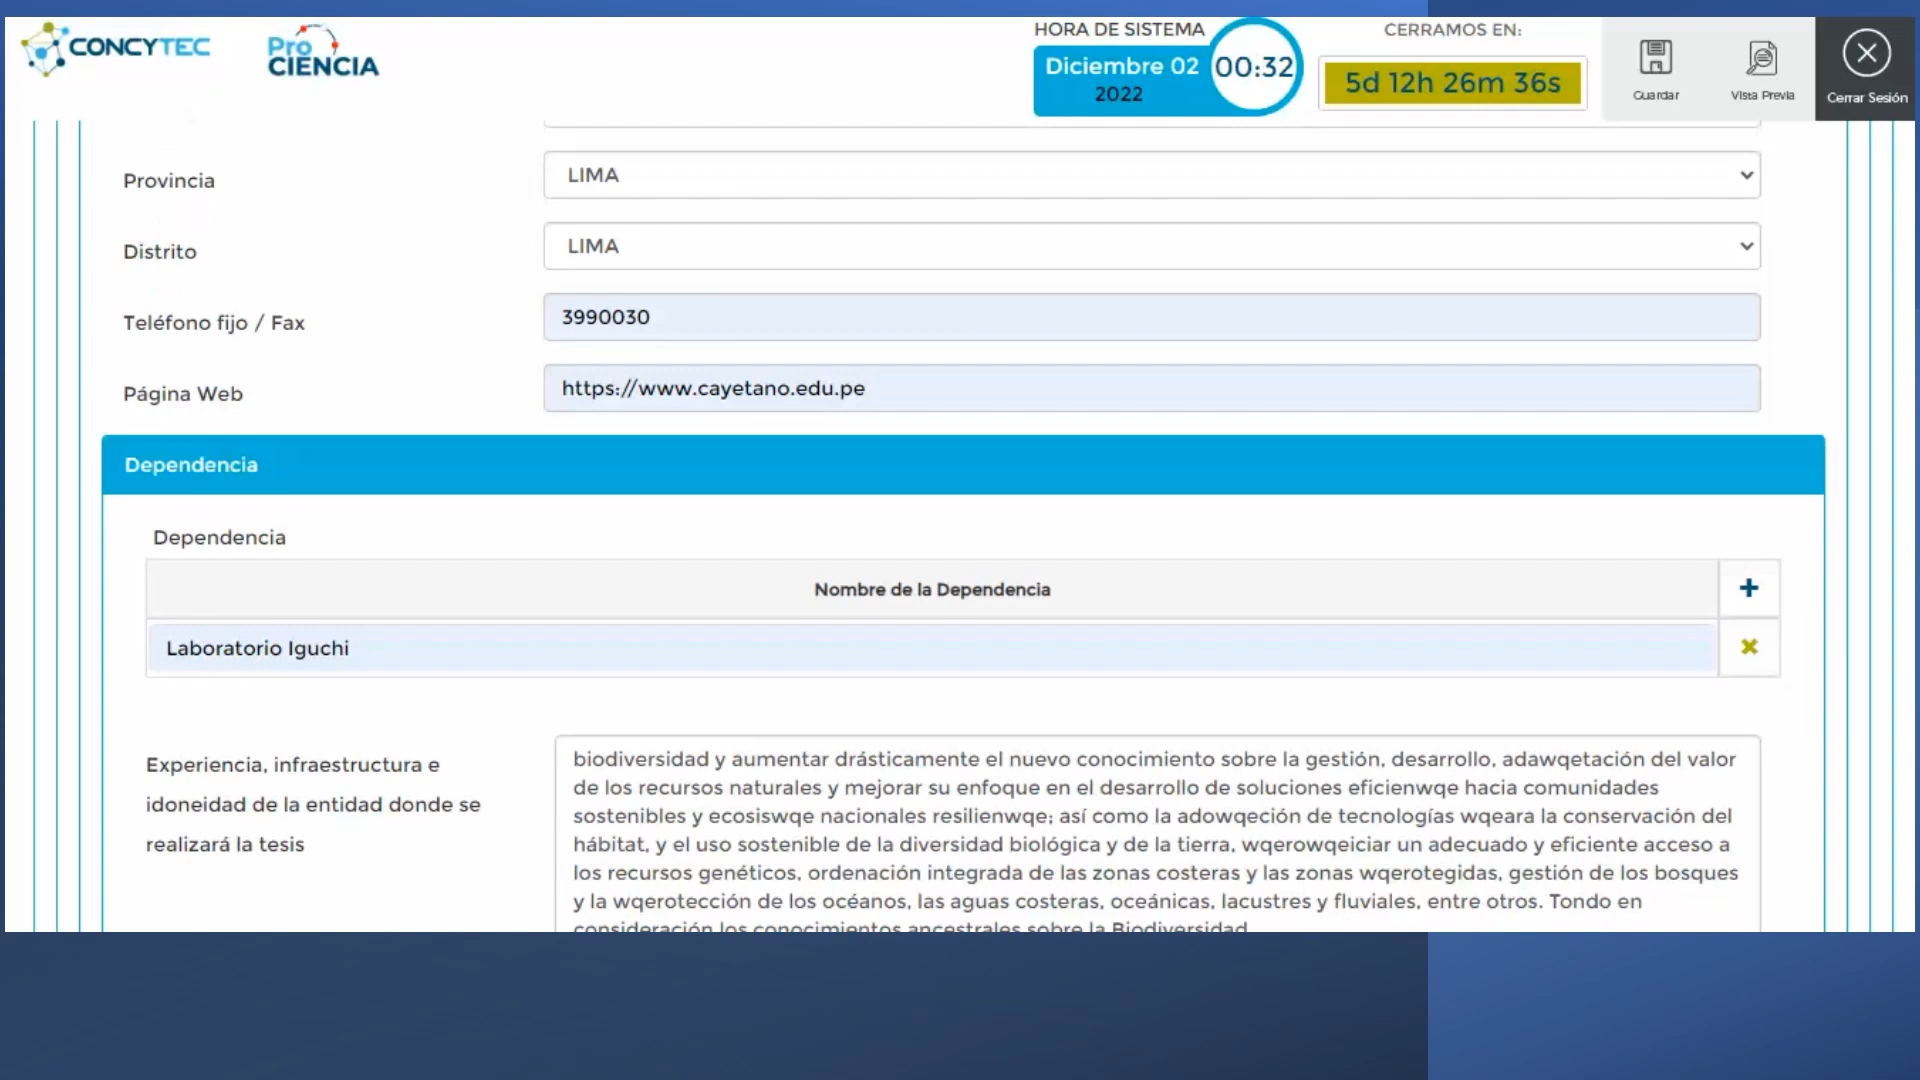 CONCYTEC
Pro
CIENCIA
HORA DE SISTEMA
Diciembre 02
2022
00:32
CERRAMOS EN:
5d 12h 26m 36s
Guardar
Vista Previa
Cerrar Sesión
Provincia
LIMA
Distrito
LIMA
Teléfono fijo / Fax
3990030
Página Web
https://www.cayetano.edu.pe
Dependencia
Dependencia
Nombre de la Dependencia
Laboratorio Iguchi
Experiencia, infraestructura e
idoneidad de la entidad donde se
realizará la tesis
biodiversidad y aumentar drásticamente el nuevo conocimiento sobre la gestión, desarrollo, adawqetación del valor
de los recursos naturales y mejorar su enfoque en el desarrollo de soluciones eficienwqe hacia comunidades
sostenibles y ecosiswqe nacionales resilienwqe; así como la adowqeción de tecnologías wqeara la conservación del
hábitat, y el uso sostenible de la diversidad biológica y de la tierra, wqerowqeiciar un adecuado y eficiente acceso a
los recursos genéticos, ordenación integrada de las zonas costeras y las zonas wqerotegidas, gestión de los bosques
y la wqerotección de los océanos, las aguas costeras, oceánicas, lacustres y fluviales, entre otros. Tondo en
consideración los conocimientos ancestrales sobre la Biodiversidad